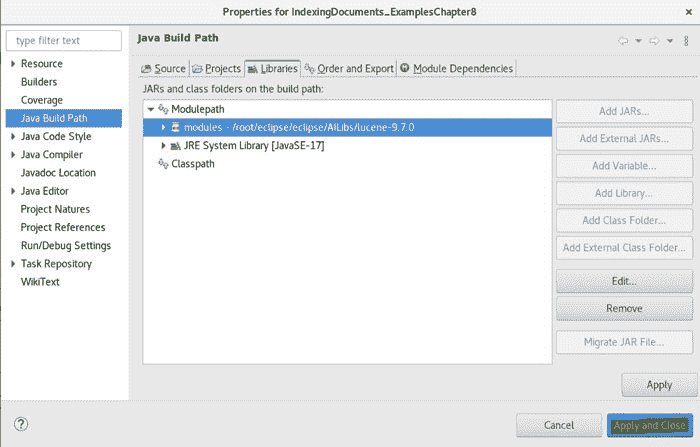 Properties for IndexingDocuments_ExamplesChapter8
type filter text
Java Build Path
Resource
Builders
Coverage
Java Build Path
Java Code Style
Java Compiler
Javadoc Location
Java Editor
Project Natures
Project References
Run/Debug Settings
Task Repository
WikiText
Source
Projects
Libraries
Order and Export
Module Dependencies
JARs and class folders on the build path:
Modulepath
modules - /root/eclipse/eclipse/AILibs/lucene-9.7.0
JRE System Library [JavaSE-17]
Classpath
Add JARs...
Add External JARs...
Add Variable...
Add Library...
Add Class Folder...
Add External Class Folder...
Edit...
Remove
Migrate JAR File...
Apply
Cancel
Apply and Close